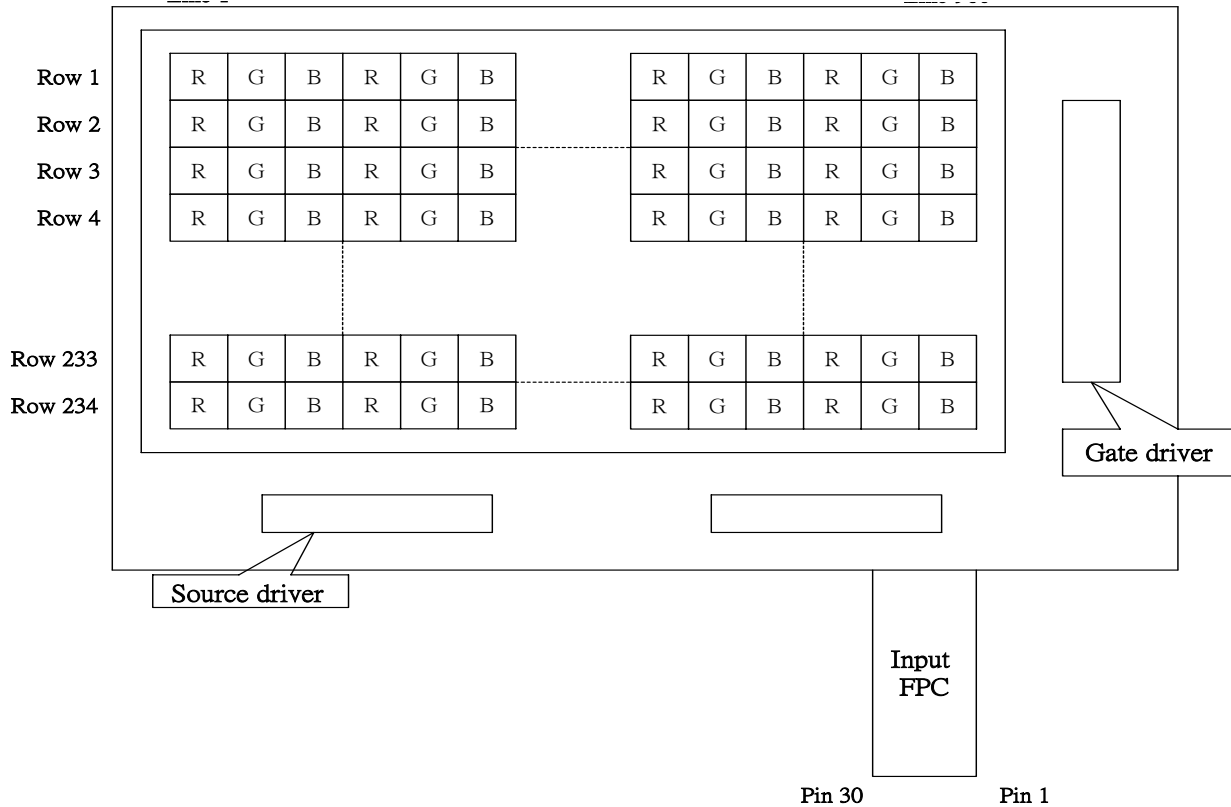 Row 1 R G B R G B R G B R G B
Row 2 R G B R G B R G B R G B
Row 3 R G B R G B R G B R G B
Row 4 R G B R G B R G B R G B
Row 233 R G B R G B R G B R G B
Row 234 R G B R G B R G B R G B
Gate driver
Source driver
Input
FPC
Pin 30 Pin 1